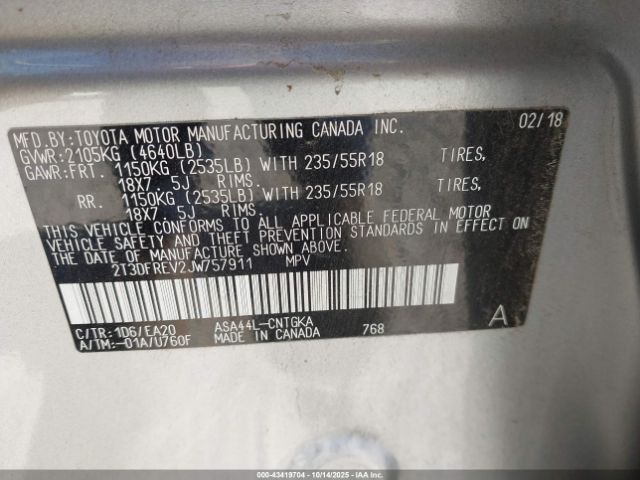 MFD.BY:TOYOTA MOTOR MANUFACTURING CANADA INC. 02/18
GVWR:2105KG (4640LB)
GAWR:FRT. 1150KG (2535LB) WITH 235/55R18 TIRES,
18X7. 5J RIMS.
RR. 1150KG (2535LB) WITH 235/55R18 TIRES,
18X7. 5J RIMS.
THIS VEHICLE CONFORMS TO ALL APPLICABLE FEDERAL MOTOR
VEHICLE SAFETY AND THEFT PREVENTION STANDARDS IN EFFECT ON
THE DATE OF MANUFACTURE SHOWN ABOVE.
2T3DFREV2JW757911 MPV
C/TR:1D6/EA20 ASA44L-CNTGKA 768 A
A/TM:-01A/U760F MADE IN CANADA
000-43419704 | 10/14/2025 | IAAI.com